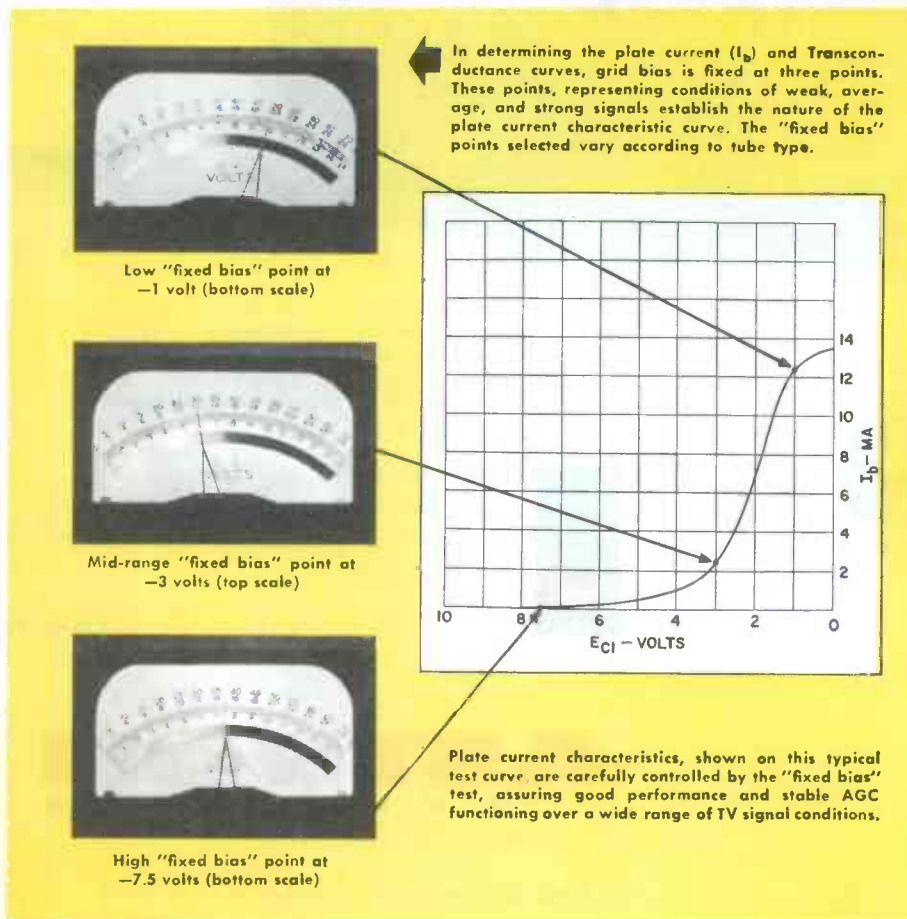 In determining the plate current (Ib) and Transcon-
ductance curves, grid bias is fixed at three points.
These points, representing conditions of weak, aver-
age, and strong signals establish the nature of the
plate current characteristic curve. The "fixed bias"
points selected vary according to tube type.
VOLTS
Low "fixed bias" point at
—1 volt (bottom scale)
Mid-range "fixed bias" point at
—3 volts (top scale)
High "fixed bias" point at
—7.5 volts (bottom scale)
14
12
10
8
6
4
2
Ib—MA
10 8 6 4 2 0
EC1—VOLTS
Plate current characteristics, shown on this typical
test curve, are carefully controlled by the "fixed bias"
test, assuring good performance and stable AGC
functioning over a wide range of TV signal conditions.